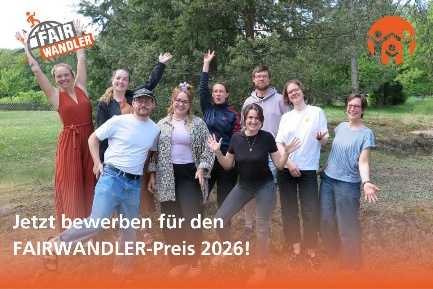 FAIR
WANDLER
Jetzt bewerben für den
FAIRWANDLER-Preis 2026!